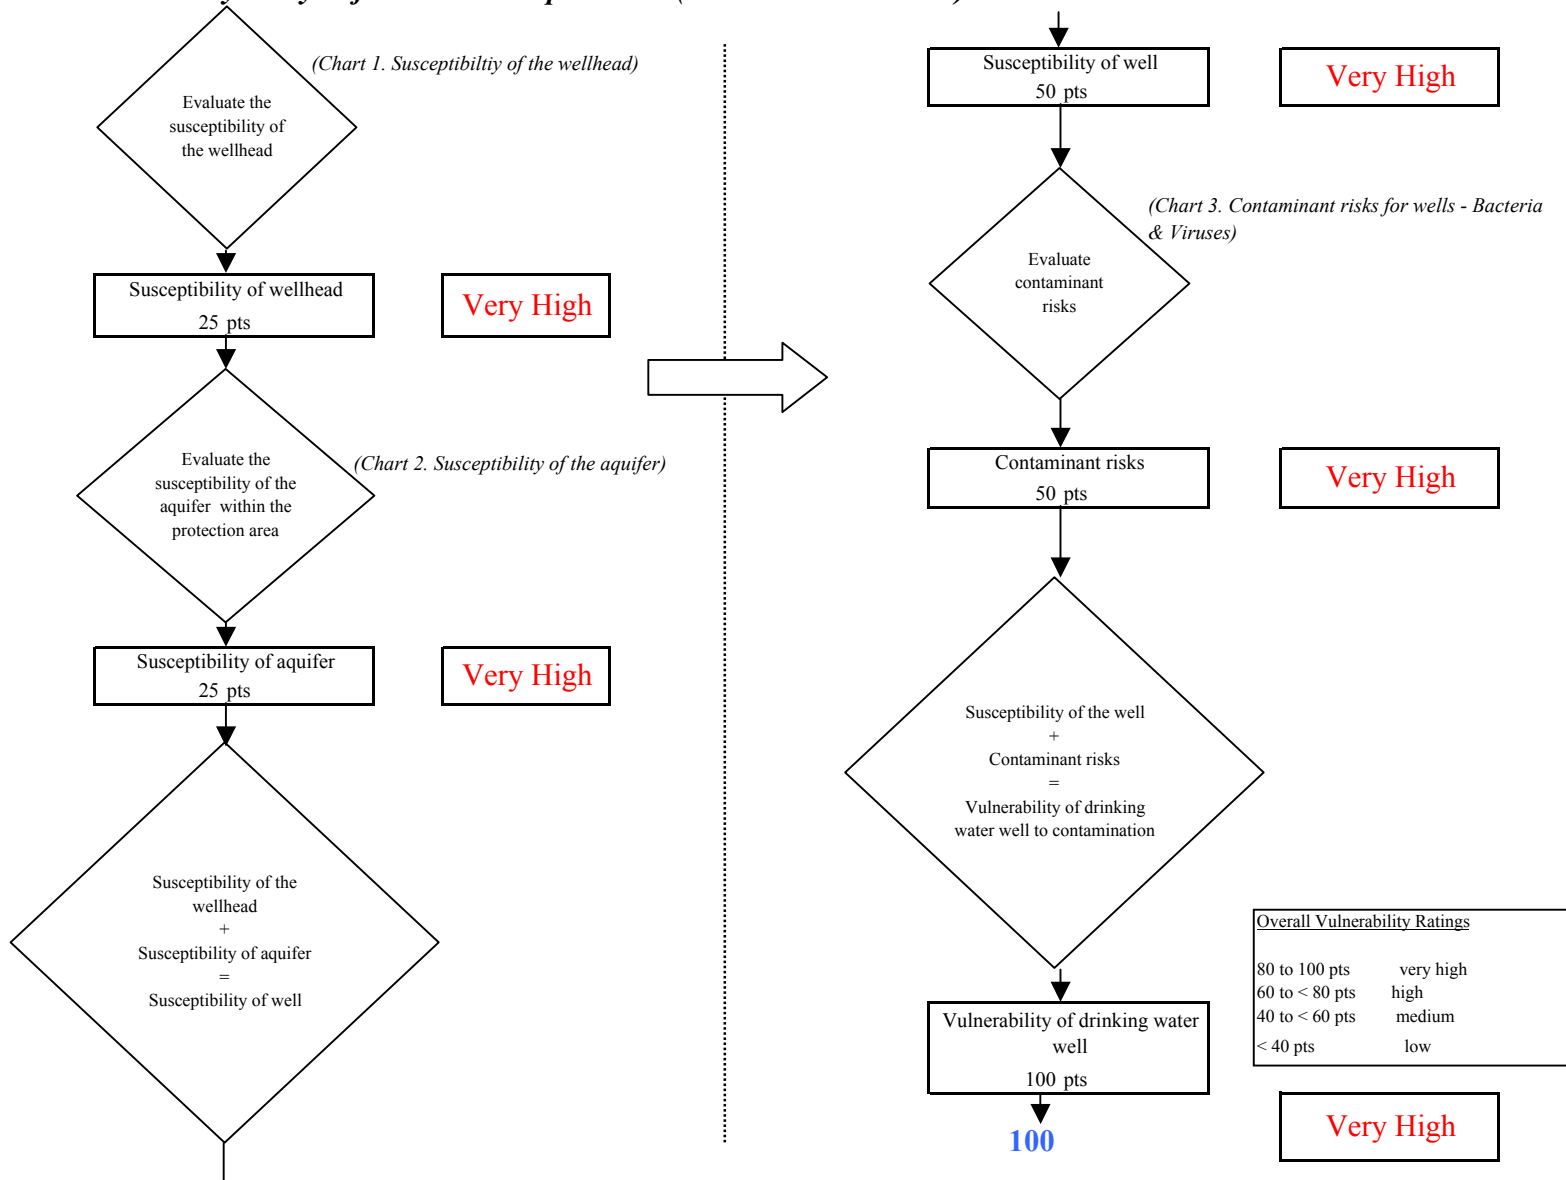 (Chart 1. Susceptibiltiy of the wellhead)
Evaluate the
susceptibility of
the wellhead
Susceptibility of wellhead
25 pts
Very High
(Chart 2. Susceptibility of the aquifer)
Evaluate the
susceptibility of the
aquifer within the
protection area
Susceptibility of aquifer
25 pts
Very High
Susceptibility of the
wellhead
+
Susceptibility of aquifer
=
Susceptibility of well
Susceptibility of well
50 pts
Very High
(Chart 3. Contaminant risks for wells - Bacteria
& Viruses)
Evaluate
contaminant
risks
Contaminant risks
50 pts
Very High
Susceptibility of the well
+
Contaminant risks
=
Vulnerability of drinking
water well to contamination
Overall Vulnerability Ratings
80 to 100 pts very high
60 to < 80 pts high
40 to < 60 pts medium
< 40 pts low
Vulnerability of drinking water
well
100 pts
100
Very High